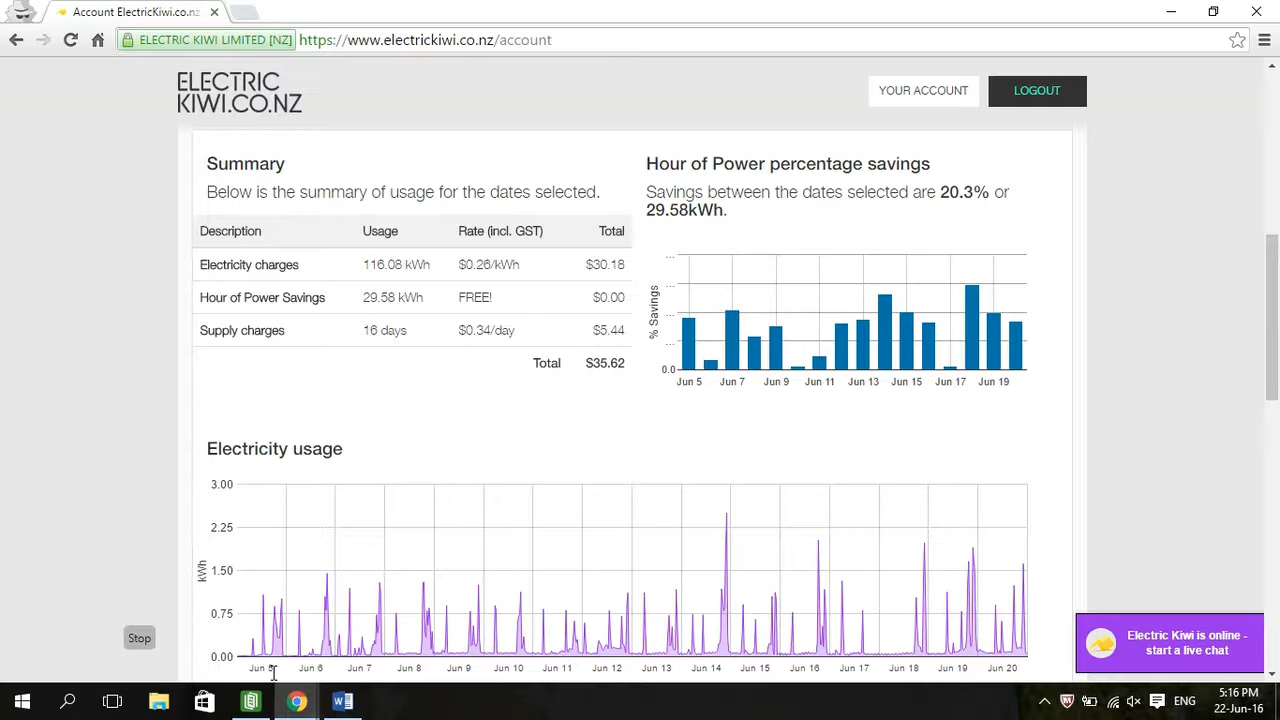 Account ElectricKiwi.co.nz
ELECTRIC KIWI LIMITED [NZ] https://www.electrickiwi.co.nz/account
ELECTRIC
KIWI.CO.NZ
YOUR ACCOUNT LOGOUT
Summary
Below is the summary of usage for the dates selected.
Description Usage Rate (incl. GST) Total
Electricity charges 116.08 kWh $0.26/kWh $30.18
Hour of Power Savings 29.58 kWh FREE! $0.00
Supply charges 16 days $0.34/day $5.44
Total $35.62
Hour of Power percentage savings
Savings between the dates selected are 20.3% or
29.58kWh.
% Savings
...
...
...
...
0.0
Jun 5 Jun 7 Jun 9 Jun 11 Jun 13 Jun 15 Jun 17 Jun 19
Electricity usage
kWh
3.00
2.25
1.50
0.75
0.00
Jun 5 Jun 6 Jun 7 Jun 8 Jun 9 Jun 10 Jun 11 Jun 12 Jun 13 Jun 14 Jun 15 Jun 16 Jun 17 Jun 18 Jun 19 Jun 20
Stop
Electric Kiwi is online -
start a live chat
ENG
5:16 PM
22-Jun-16